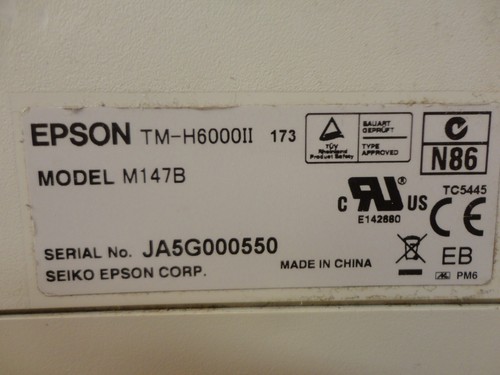 EPSON TM-H6000II 173
MODEL M147B
SERIAL No. JA5G000550
SEIKO EPSON CORP.
MADE IN CHINA
TÜV
Rheinland
Product Safety
BAUART
GEPRÜFT
TYPE
APPROVED
N86
C UR US ®
E142680
TC5445
CE
EB
PM6